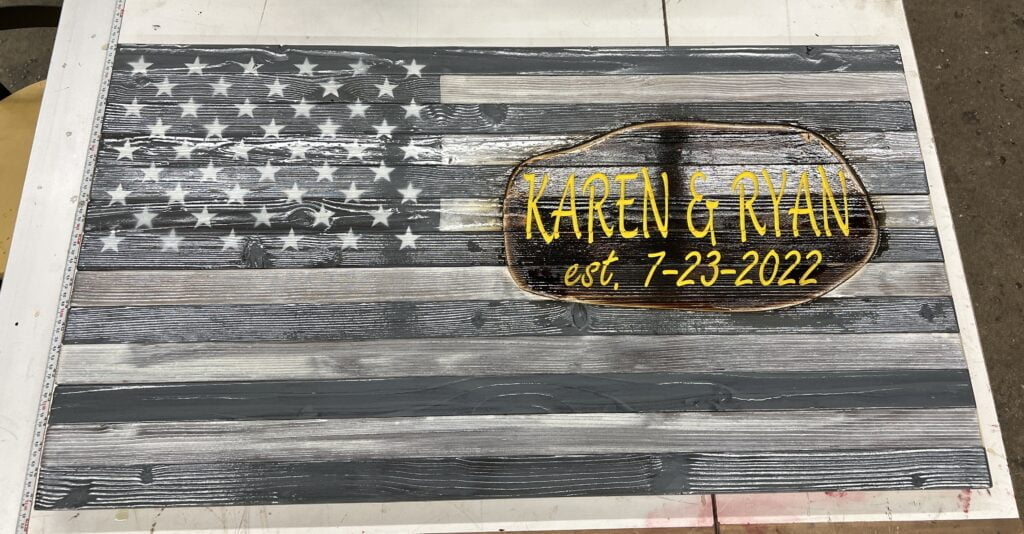 KAREN & RYAN
est. 7-23-2022